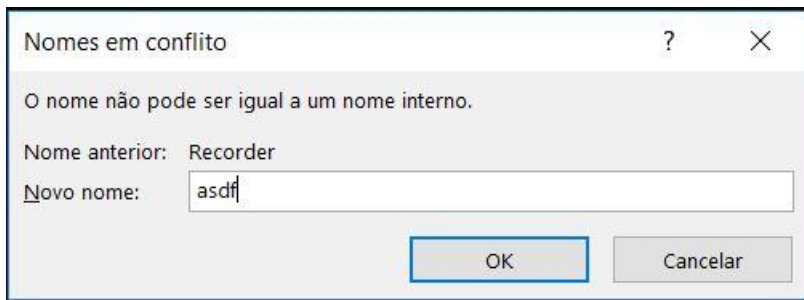 Nomes em conflito
?
O nome não pode ser igual a um nome interno.
Nome anterior: Recorder
Novo nome: asdf
OK Cancelar